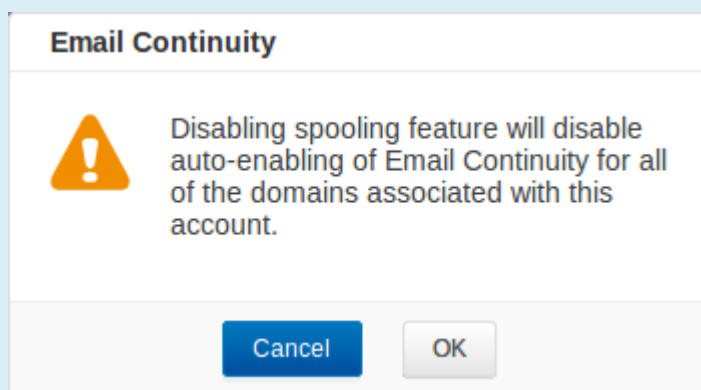 Email Continuity
Disabling spooling feature will disable
auto-enabling of Email Continuity for all
of the domains associated with this
account.
Cancel
OK